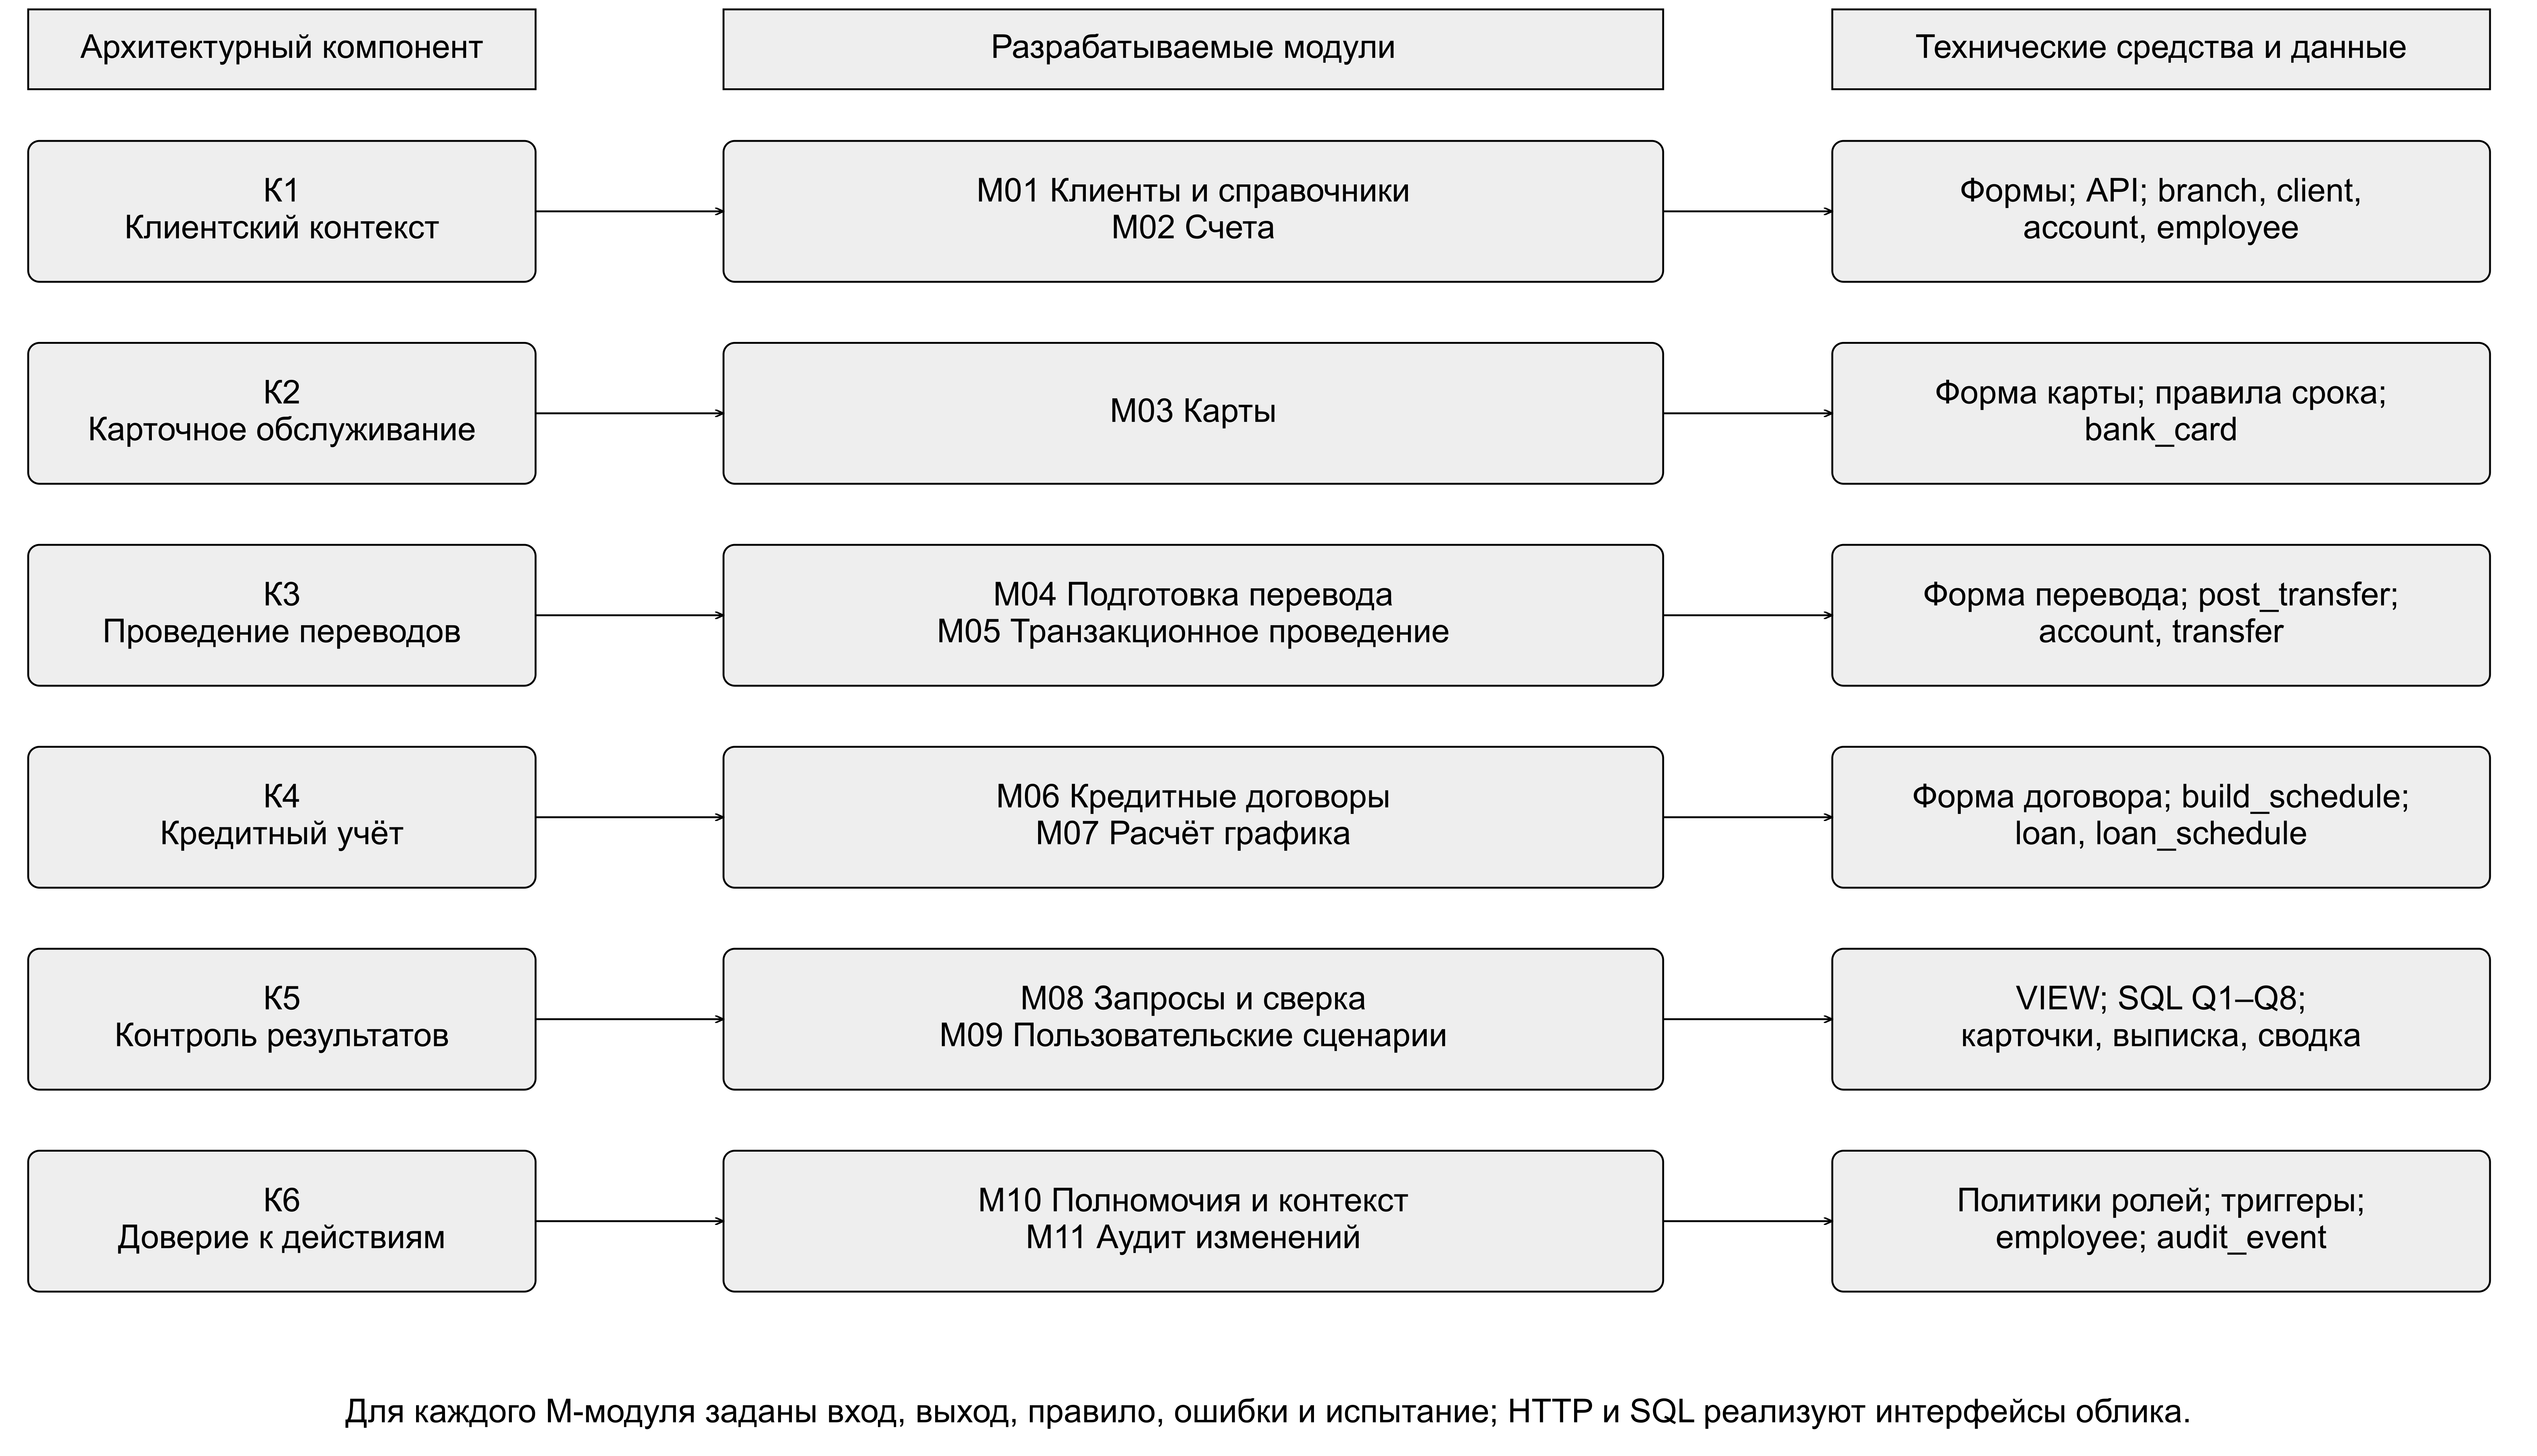 Архитектурный компонент
Разрабатываемые модули
Технические средства и данные
К1
Клиентский контекст
М01 Клиенты и справочники
М02 Счета
Формы; API; branch, client,
account, employee
К2
Карточное обслуживание
М03 Карты
Форма карты; правила срока;
bank_card
К3
Проведение переводов
М04 Подготовка перевода
М05 Транзакционное проведение
Форма перевода; post_transfer;
account, transfer
К4
Кредитный учёт
М06 Кредитные договоры
М07 Расчёт графика
Форма договора; build_schedule;
loan, loan_schedule
К5
Контроль результатов
М08 Запросы и сверка
М09 Пользовательские сценарии
VIEW; SQL Q1–Q8;
карточки, выписка, сводка
К6
Доверие к действиям
М10 Полномочия и контекст
М11 Аудит изменений
Политики ролей; триггеры;
employee; audit_event
Для каждого М-модуля заданы вход, выход, правило, ошибки и испытание; HTTP и SQL реализуют интерфейсы облика.